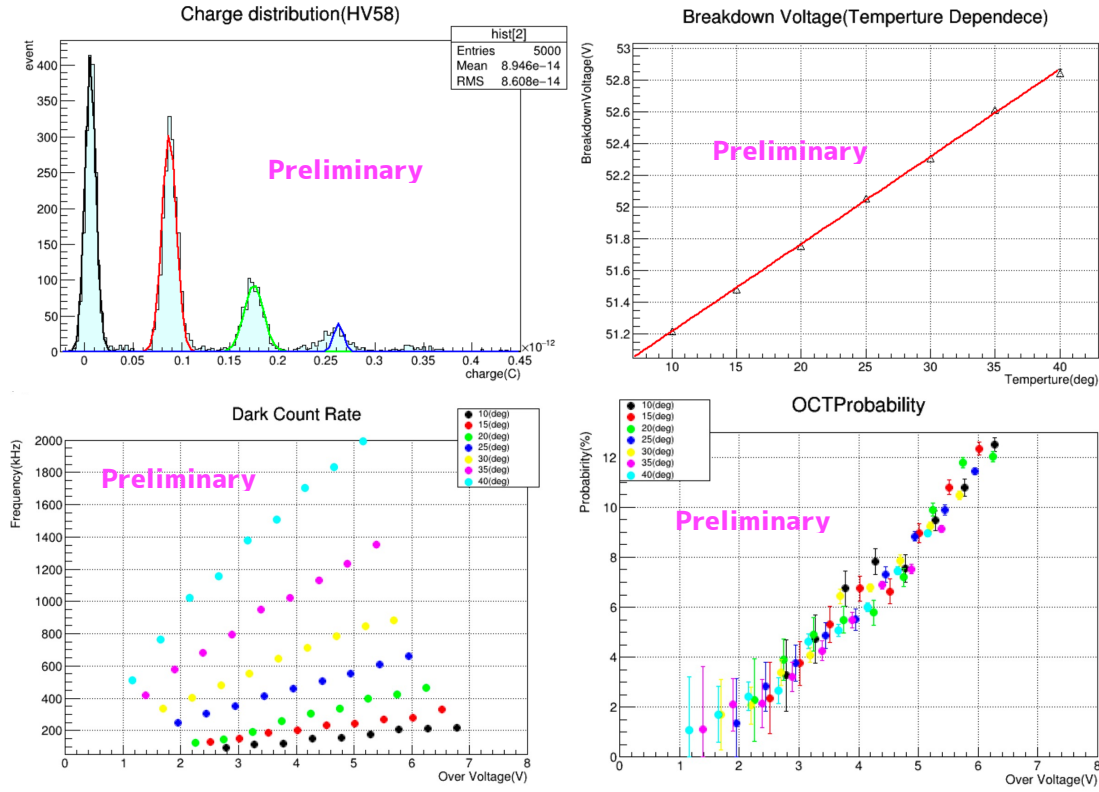 Charge distribution(HV58)
hist[2]
Entries 5000
Mean 8.946e-14
RMS 8.608e-14
event
400
350
300
250
200
150
100
50
0
Preliminary
0 0.05 0.1 0.15 0.2 0.25 0.3 0.35 0.4 0.45
×10-12
charge(C)
Breakdown Voltage(Temperture Dependece)
BreakdownVoltage(V)
53
52.8
52.6
52.4
52.2
52
51.8
51.6
51.4
51.2
Preliminary
10 15 20 25 30 35 40
Temperture(deg)
Dark Count Rate
10(deg)
15(deg)
20(deg)
25(deg)
30(deg)
35(deg)
40(deg)
Frequency(kHz)
2000
1800
1600
1400
1200
1000
800
600
400
200
Preliminary
0 1 2 3 4 5 6 7 8
Over Voltage(V)
OCTProbability
10(deg)
15(deg)
20(deg)
25(deg)
30(deg)
35(deg)
40(deg)
Probabirity(%)
12
10
8
6
4
2
0
Preliminary
0 1 2 3 4 5 6 7 8
Over Voltage(V)